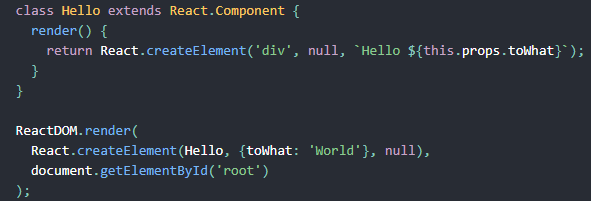 class Hello extends React.Component {
  render() {
    return React.createElement('div', null, `Hello ${this.props.toWhat}`);
  }
}

ReactDOM.render(
  React.createElement(Hello, {toWhat: 'World'}, null),
  document.getElementById('root')
);